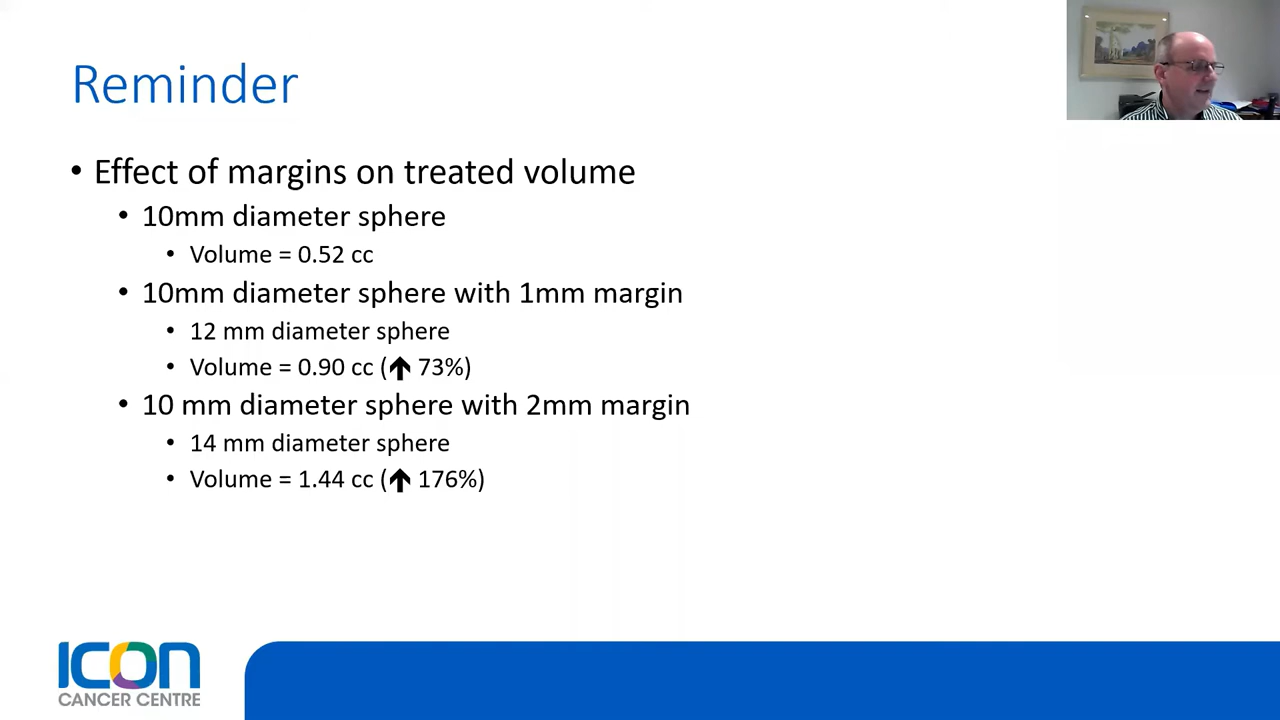 Reminder
• Effect of margins on treated volume
• 10mm diameter sphere
• Volume = 0.52 cc
• 10mm diameter sphere with 1mm margin
• 12 mm diameter sphere
• Volume = 0.90 cc (🡅 73%)
• 10 mm diameter sphere with 2mm margin
• 14 mm diameter sphere
• Volume = 1.44 cc (🡅 176%)
ICON
CANCER CENTRE